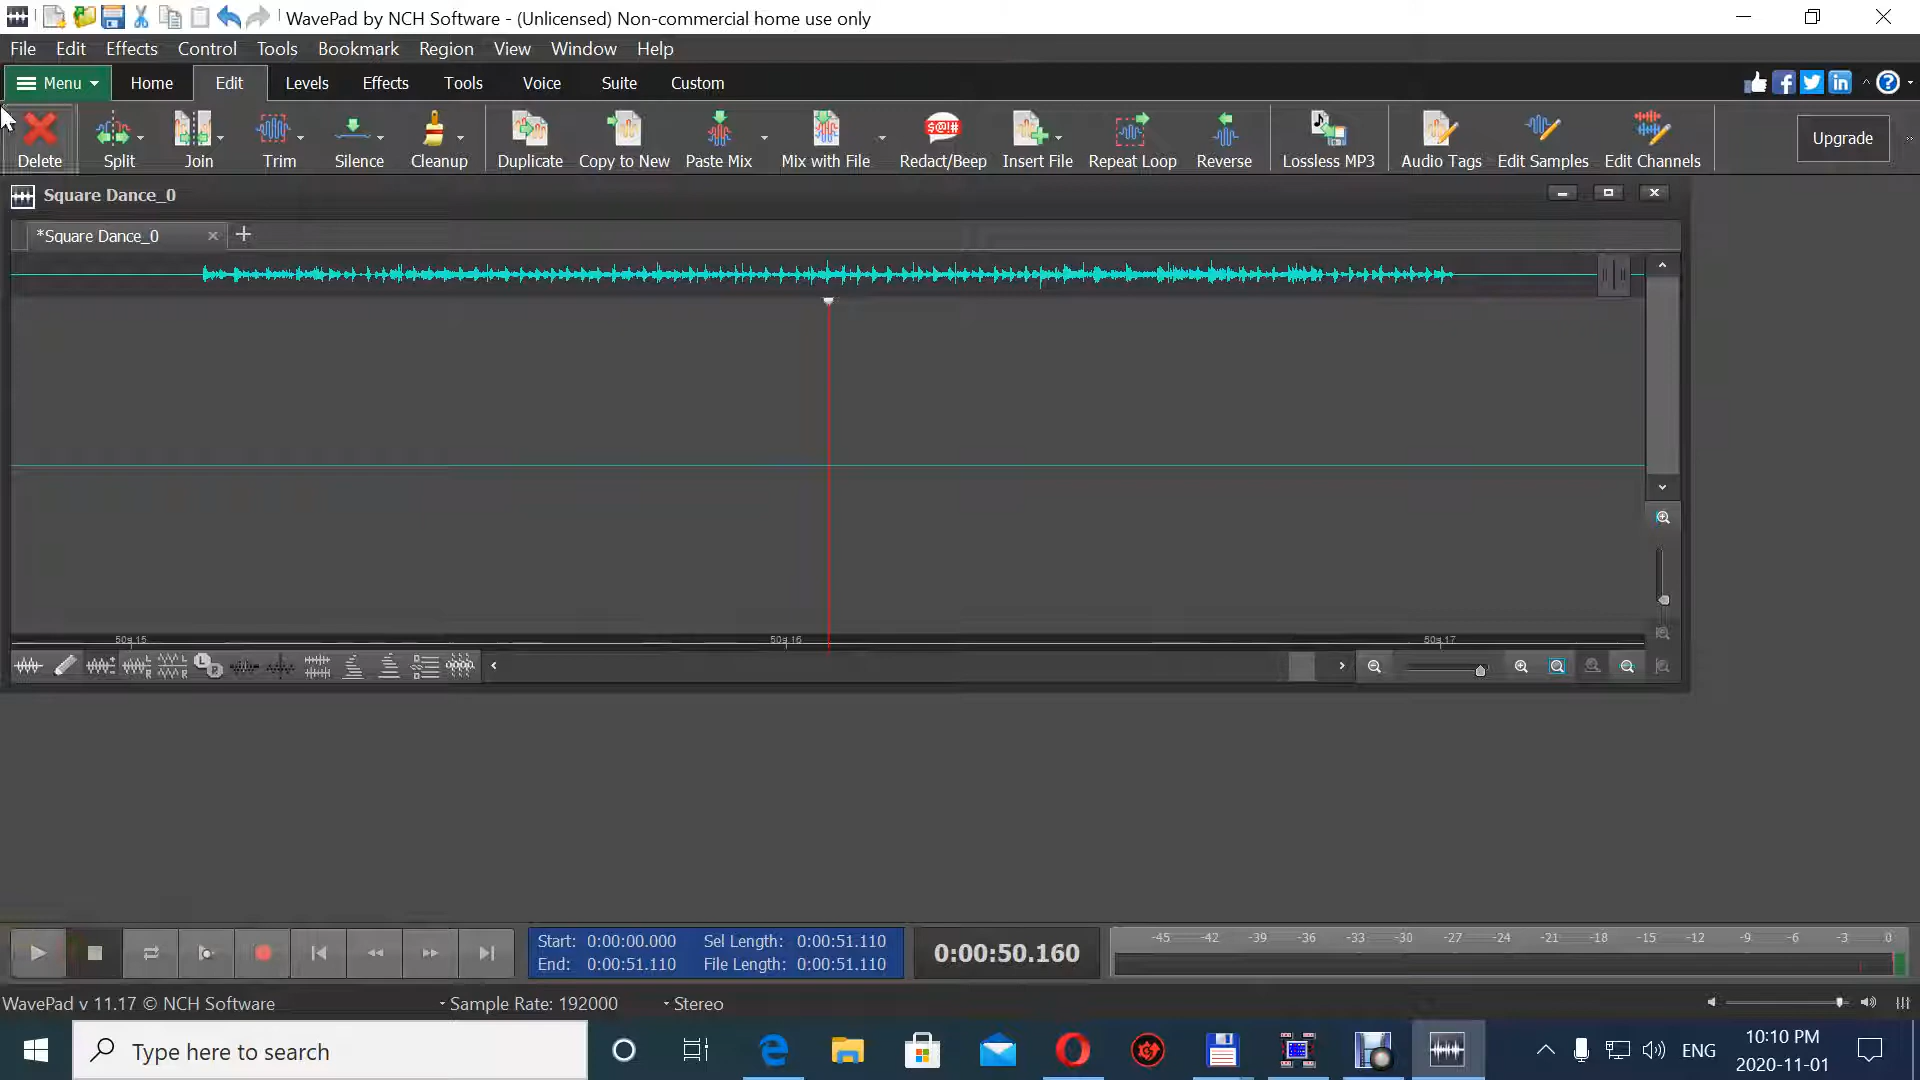 WavePad by NCH Software - (Unlicensed) Non-commercial home use only
File Edit Effects Control Tools Bookmark Region View Window Help
Menu Home Edit Levels Effects Tools Voice Suite Custom
Delete Split Join Trim Silence Cleanup Duplicate Copy to New Paste Mix Mix with File Redact/Beep Insert File Repeat Loop Reverse Lossless MP3 Audio Tags Edit Samples Edit Channels Upgrade
Square Dance_0
*Square Dance_0
50s.15 50s.16 50s.17
Start: 0:00:00.000 Sel Length: 0:00:51.110
End: 0:00:51.110 File Length: 0:00:51.110
0:00:50.160
-45 -42 -39 -36 -33 -30 -27 -24 -21 -18 -15 -12 -9 -6 -3 0
WavePad v 11.17 © NCH Software Sample Rate: 192000 Stereo
Type here to search
ENG
10:10 PM
2020-11-01